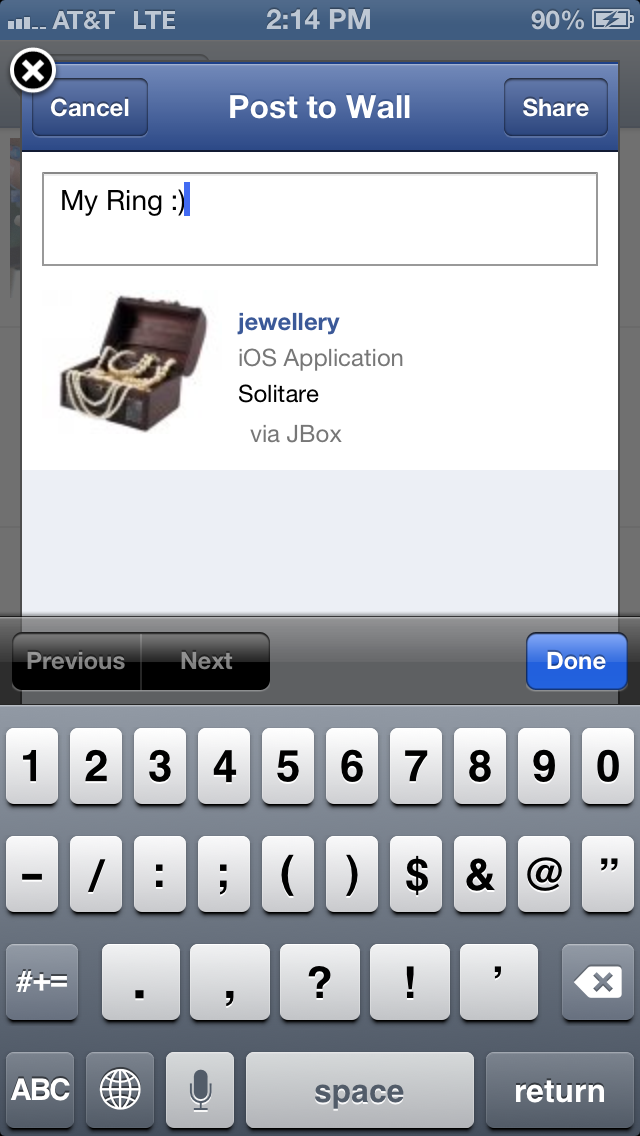 AT&T LTE 2:14 PM 90%
Cancel Post to Wall Share
My Ring :)
jewellery
iOS Application
Solitare
via JBox
Previous Next Done
1 2 3 4 5 6 7 8 9 0
- / : ; ( ) $ & @ ”
#+= . , ? ! ’
ABC space return